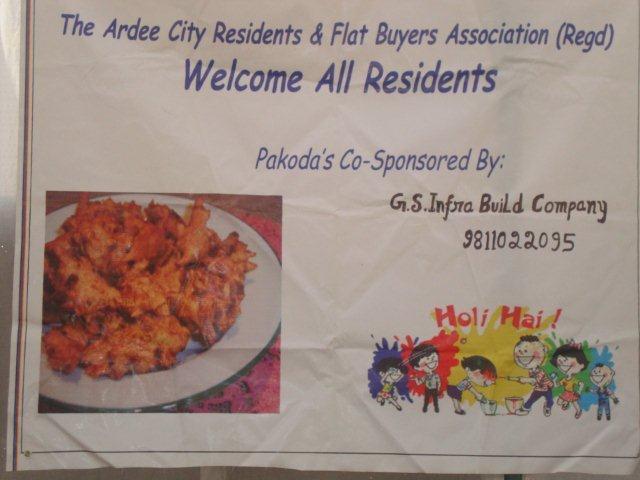 The Ardee City Residents & Flat Buyers Association (Regd)
Welcome All Residents
Pakoda's Co-Sponsored By:
G.S.Infra Build Company
9811022095
Holi Hai !